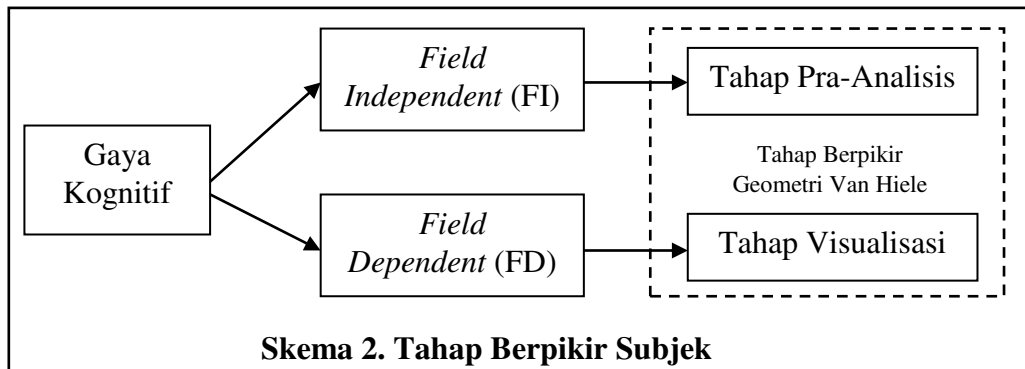 Gaya
Kognitif
Field
Independent (FI)
Field
Dependent (FD)
Tahap Pra-Analisis
Tahap Berpikir
Geometri Van Hiele
Tahap Visualisasi
Skema 2. Tahap Berpikir Subjek